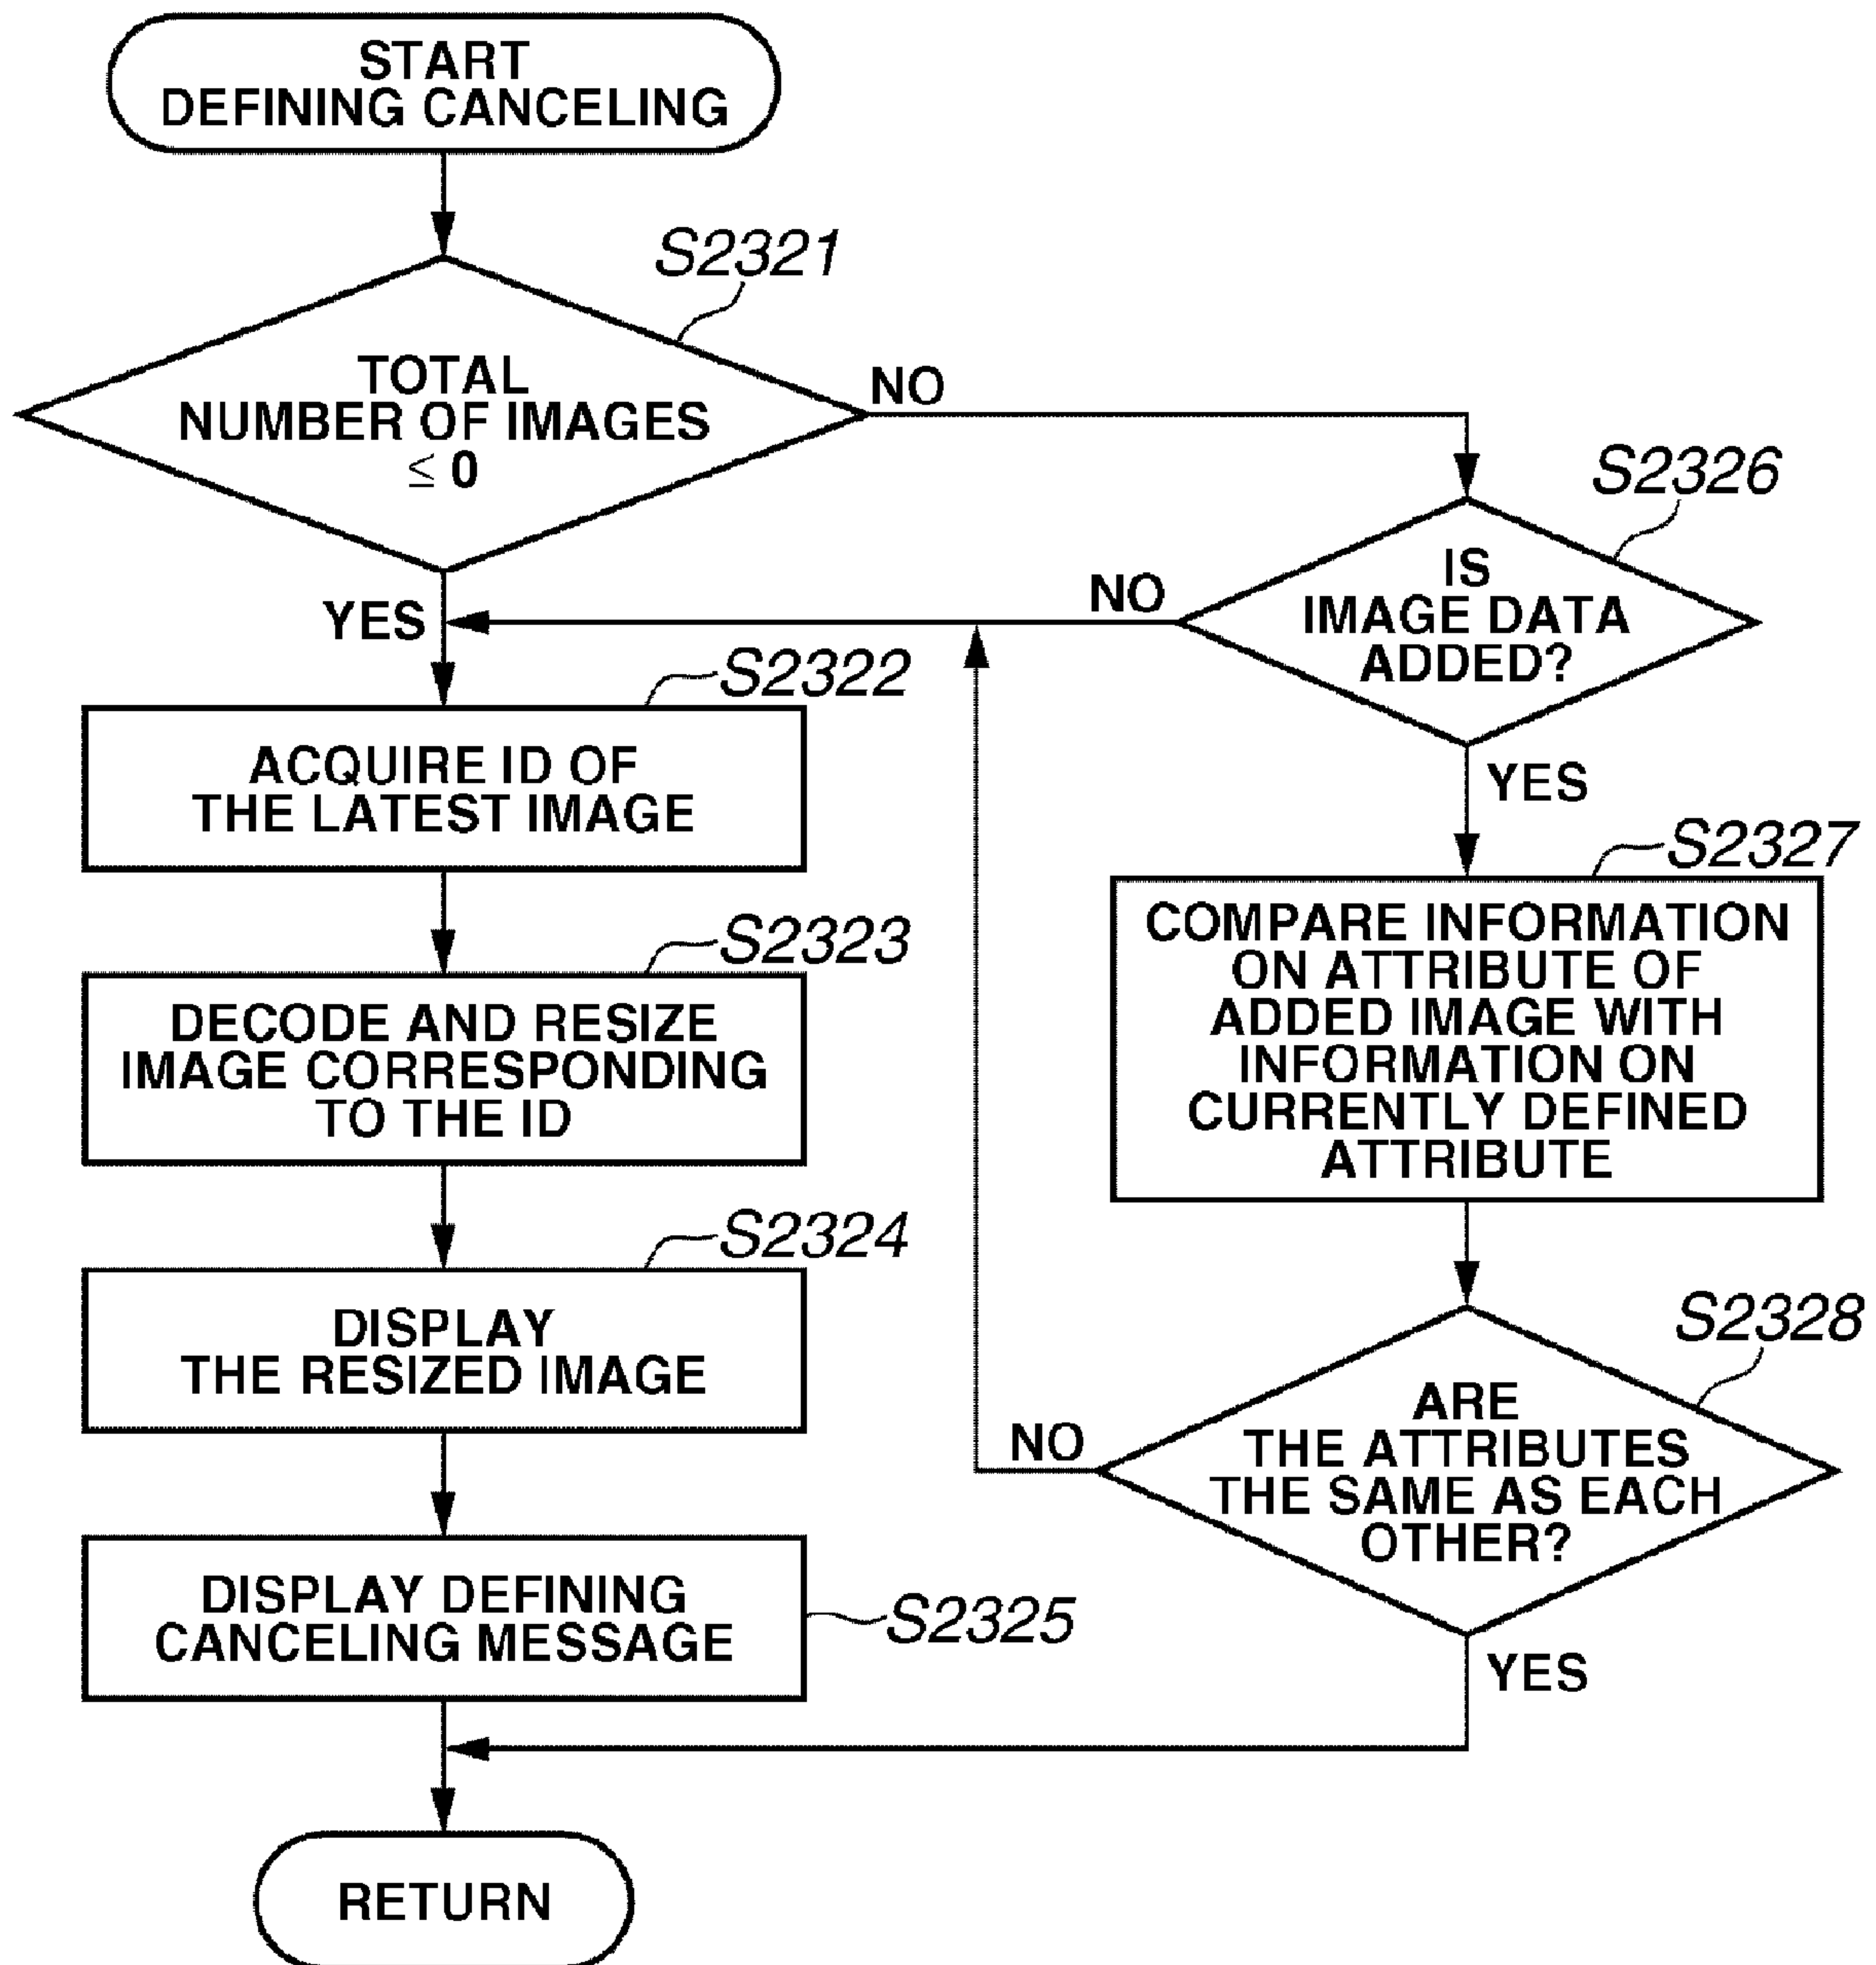 START
DEFINING CANCELING
S2321
TOTAL
NUMBER OF IMAGES
≤ 0
NO
YES
S2326
IS
IMAGE DATA
ADDED?
NO
YES
S2322
ACQUIRE ID OF
THE LATEST IMAGE
S2323
DECODE AND RESIZE
IMAGE CORRESPONDING
TO THE ID
S2324
DISPLAY
THE RESIZED IMAGE
DISPLAY DEFINING
CANCELING MESSAGE
S2325
S2327
COMPARE INFORMATION
ON ATTRIBUTE OF
ADDED IMAGE WITH
INFORMATION ON
CURRENTLY DEFINED
ATTRIBUTE
S2328
ARE
THE ATTRIBUTES
THE SAME AS EACH
OTHER?
NO
YES
RETURN